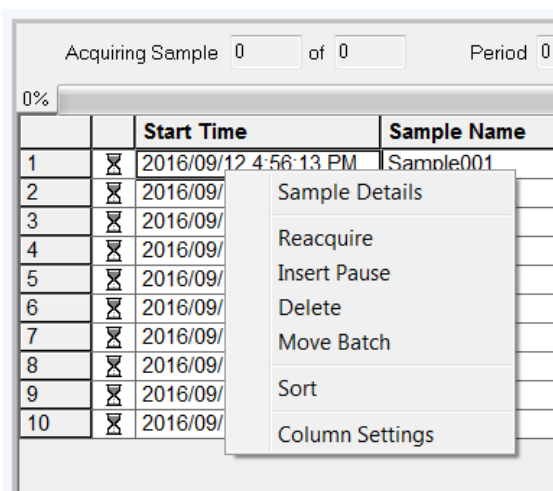 Acquiring Sample 0 of 0 Period 0
0%
Start Time Sample Name
1 2016/09/12 4:56:13 PM Sample001
2 2016/09/ Sample Details
3 2016/09/ Reacquire
4 2016/09/
5 2016/09/ Insert Pause
6 2016/09/ Delete
7 2016/09/ Move Batch
8 2016/09/
9 2016/09/ Sort
10 2016/09/ Column Settings